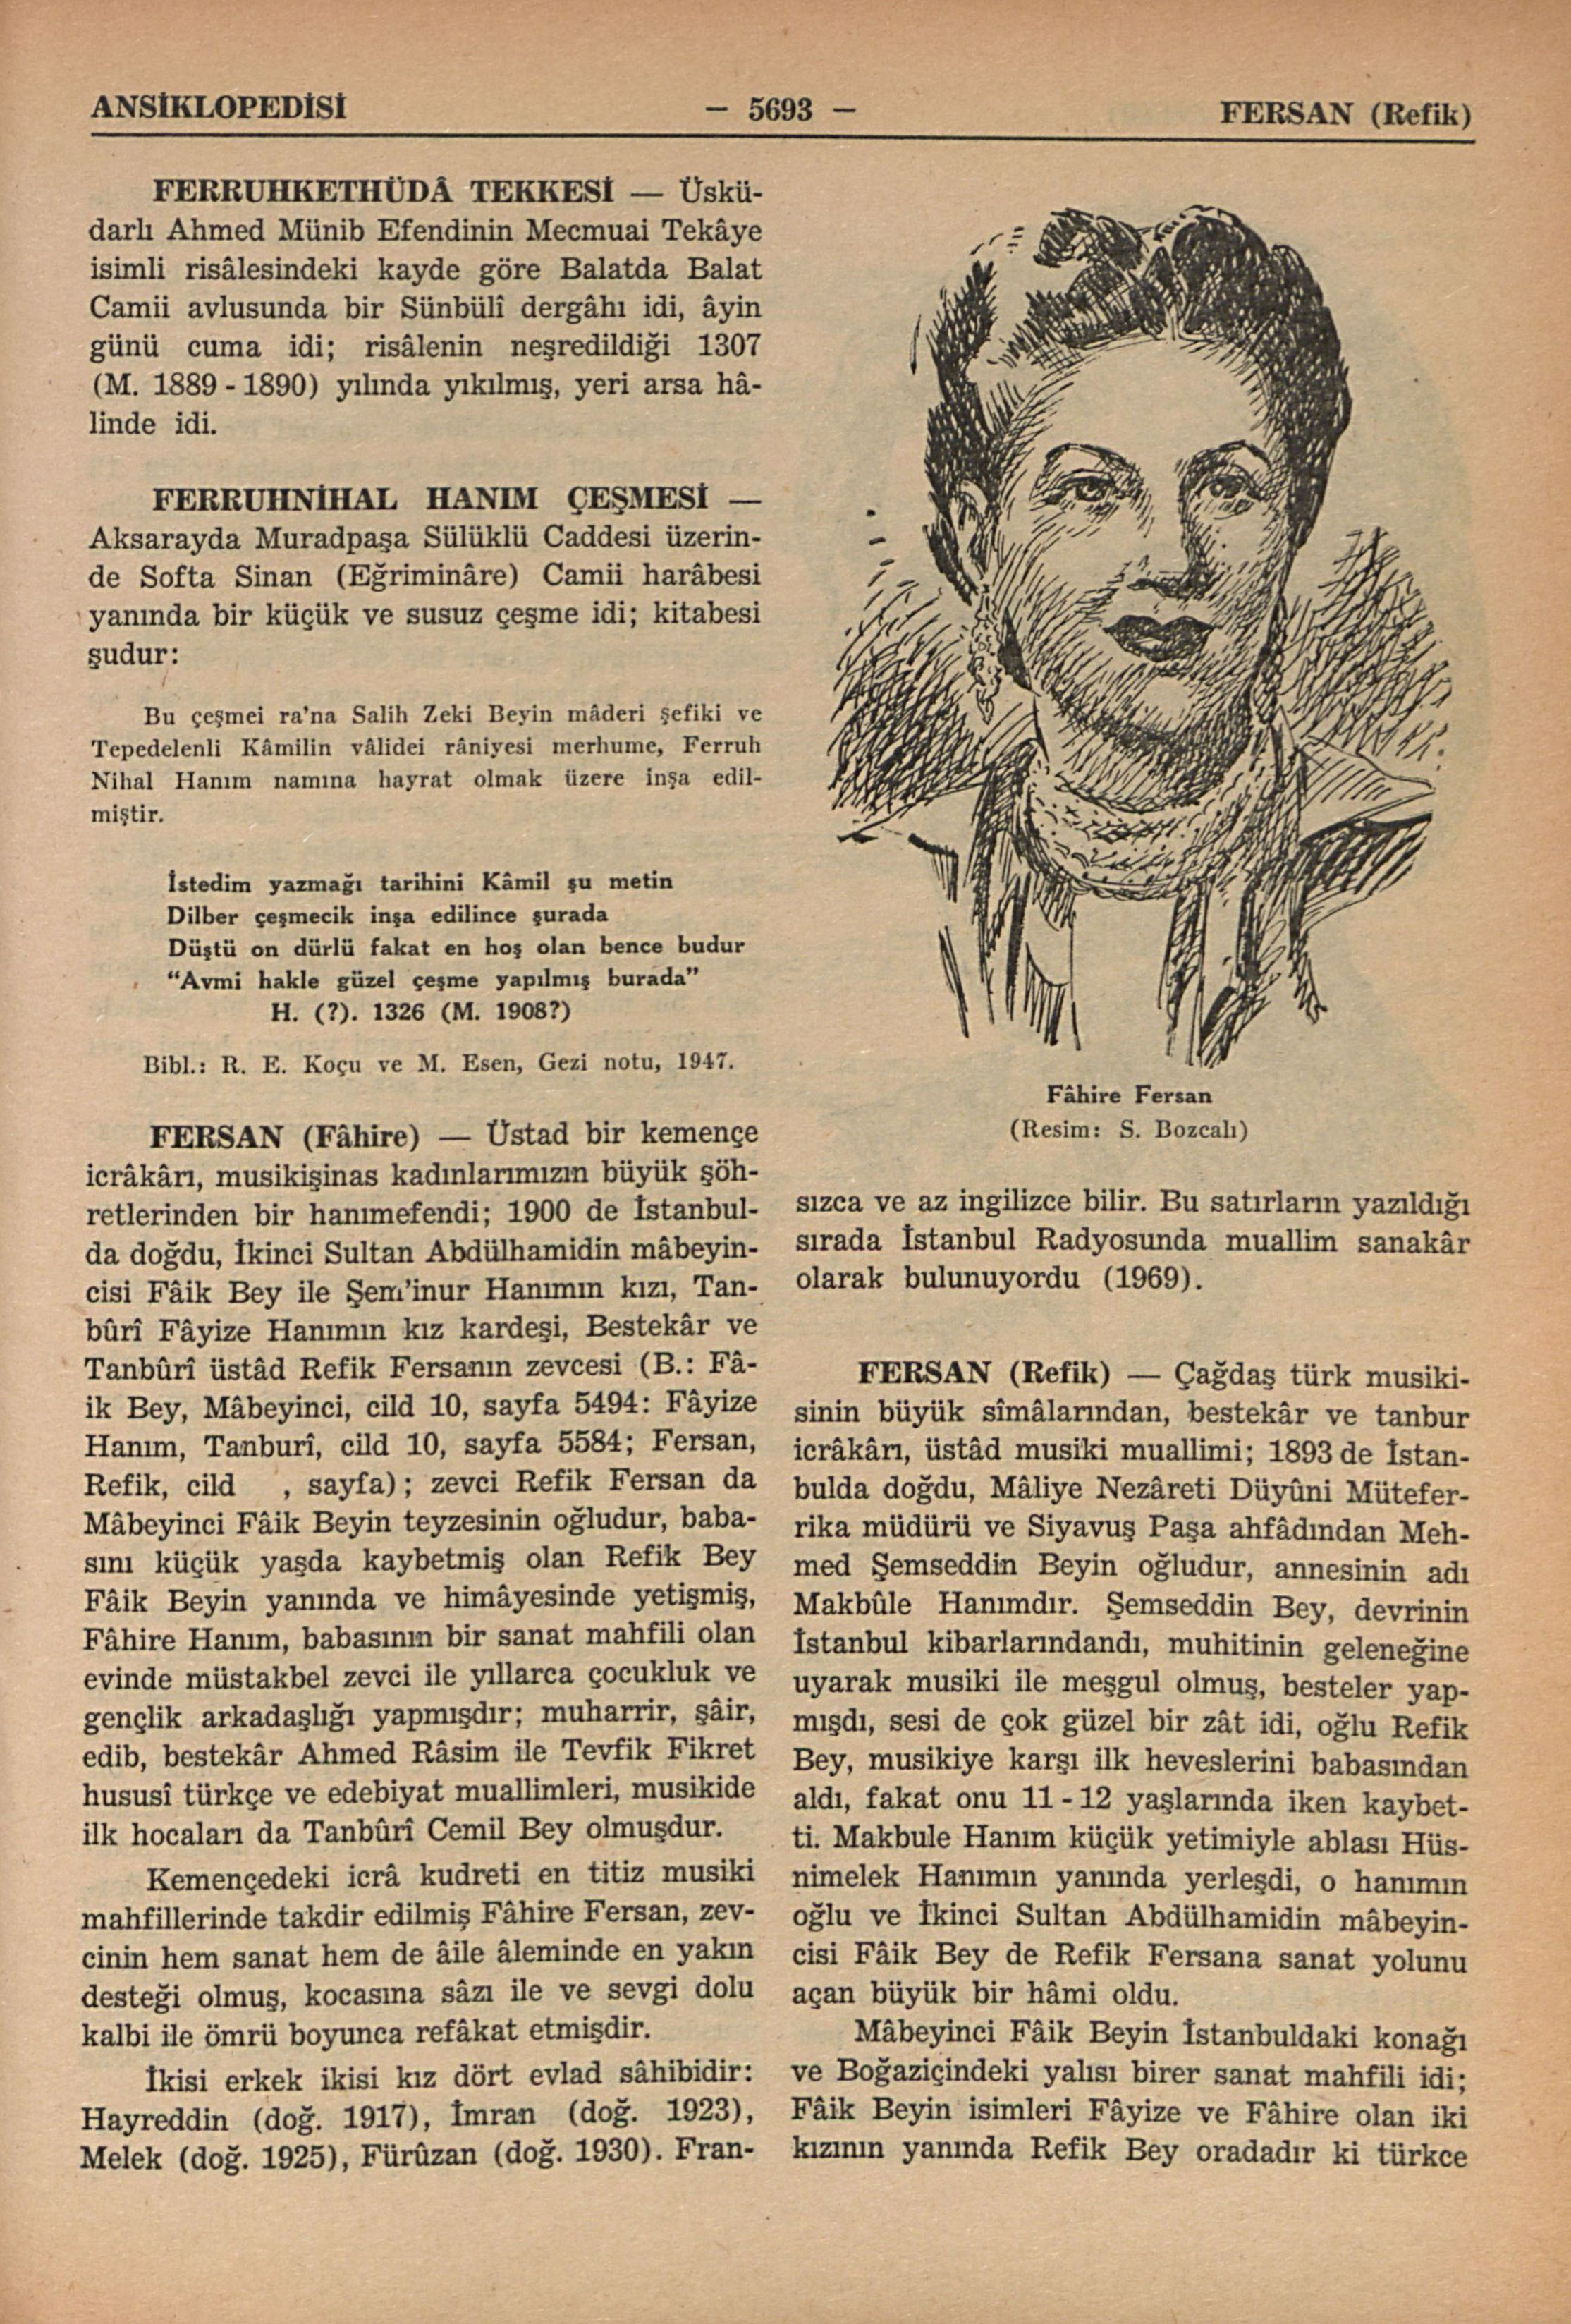 ANSİKLOPEDİSİ
— 5693 —
FERSAN (Refik)
FERRUHKETHÜDÂ TEKKESİ — Üskü-
darlı Ahmed Münib Efendinin Mecmuai Tekâye
isimli risâlesindeki kayde göre Balatda Balat
Camii avlusunda bir Sünbülî dergâhı idi, âyin
günü cuma idi; risâlenin neşredildiği 1307
(M. 1889 - 1890) yılında yıkılmış, yeri arsa hâ-
linde idi.
FERRUHNİHAL HANIM ÇEŞMESİ —
Aksarayda Muradpaşa Sülüklü Caddesi üzerin-
de Softa Sinan (Eğriminâre) Camii harâbesi
yanında bir küçük ve susuz çeşme idi; kitabesi
şudur:
Bu çeşmei ra'na Salih Zeki Beyin mâderi şefiki ve
Tepedelenli Kâmilin vâlidei râniyesi merhume, Ferruh
Nihal Hanım namına hayrat olmak üzere inşa edil-
miştir.
İstedim yazmağı tarihini Kâmil şu metin
Dilber çeşmecik inşa edilince şurada
Düştü on dürlü fakat en hoş olan bence budur
“Avmi hakle güzel çeşme yapılmış burada”
H. (?). 1326 (M. 1908?)
Bibl.: R. E. Koçu ve M. Esen, Gezi notu, 1947.
FERSAN (Fâhire) — Üstad bir kemençe
icrâkârı, musikişinas kadınlarımızın büyük şöh-
retlerinden bir hanımefendi; 1900 de İstanbul-
da doğdu, İkinci Sultan Abdülhamidin mâbeyin-
cisi Fâik Bey ile Şem'inur Hanımın kızı, Tan-
bûrî Fâyize Hanımın kız kardeşi, Bestekâr ve
Tanbûrî üstâd Refik Fersanın zevcesi (B.: Fâ-
ik Bey, Mâbeyinci, cild 10, sayfa 5494: Fâyize
Hanım, Tanburî, cild 10, sayfa 5584; Fersan,
Refik, cild , sayfa); zevci Refik Fersan da
Mâbeyinci Fâik Beyin teyzesinin oğludur, baba-
sını küçük yaşda kaybetmiş olan Refik Bey
Fâik Beyin yanında ve himâyesinde yetişmiş,
Fâhire Hanım, babasının bir sanat mahfili olan
evinde müstakbel zevci ile yıllarca çocukluk ve
gençlik arkadaşlığı yapmışdır; muharrir, şâir,
edib, bestekâr Ahmed Râsim ile Tevfik Fikret
hususî türkçe ve edebiyat muallimleri, musikide
ilk hocaları da Tanbûrî Cemil Bey olmuşdur.
Kemençedeki icrâ kudreti en titiz musiki
mahfillerinde takdir edilmiş Fâhire Fersan, zev-
cinin hem sanat hem de âile âleminde en yakın
desteği olmuş, kocasına sâzı ile ve sevgi dolu
kalbi ile ömrü boyunca refâkat etmişdir.
İkisi erkek ikisi kız dört evlad sâhibidir:
Hayreddin (doğ. 1917), İmran (doğ. 1923),
Melek (doğ. 1925), Fürûzan (doğ. 1930). Fran-
Fâhire Fersan
(Resim: S. Bozcalı)
sızca ve az ingilizce bilir. Bu satırların yazıldığı
sırada İstanbul Radyosunda muallim sanakâr
olarak bulunuyordu (1969).
FERSAN (Refik) — Çağdaş türk musiki-
sinin büyük sîmâlarından, bestekâr ve tanbur
icrâkârı, üstâd musiki muallimi; 1893 de İstan-
bulda doğdu, Mâliye Nezâreti Düyûni Mütefer-
rika müdürü ve Siyavuş Paşa ahfâdından Meh-
med Şemseddin Beyin oğludur, annesinin adı
Makbûle Hanımdır. Şemseddin Bey, devrinin
İstanbul kibarlarındandı, muhitinin geleneğine
uyarak musiki ile meşgul olmuş, besteler yap-
mışdı, sesi de çok güzel bir zât idi, oğlu Refik
Bey, musikiye karşı ilk heveslerini babasından
aldı, fakat onu 11 - 12 yaşlarında iken kaybet-
ti. Makbule Hanım küçük yetimiyle ablası Hüs-
nimelek Hanımın yanında yerleşdi, o hanımın
oğlu ve İkinci Sultan Abdülhamidin mâbeyin-
cisi Fâik Bey de Refik Fersana sanat yolunu
açan büyük bir hâmi oldu.
Mâbeyinci Fâik Beyin İstanbuldaki konağı
ve Boğaziçindeki yalısı birer sanat mahfili idi;
Fâik Beyin isimleri Fâyize ve Fâhire olan iki
kızının yanında Refik Bey oradadır ki türkce